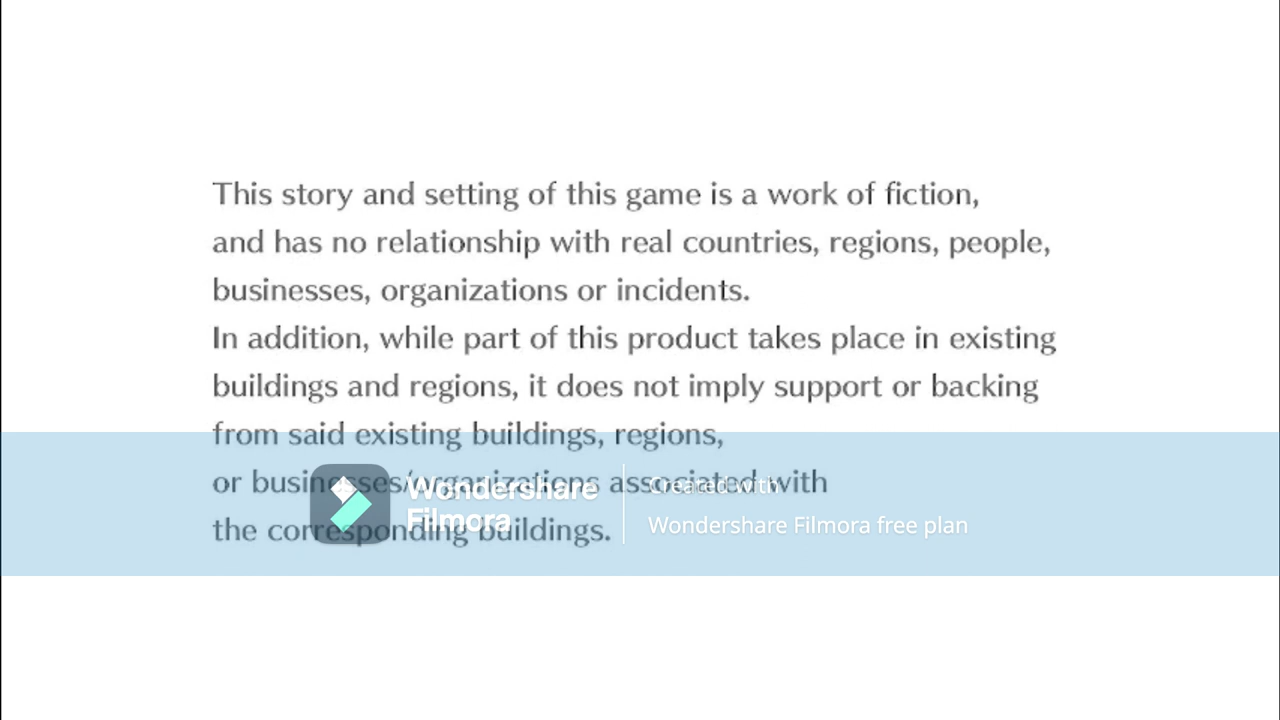 This story and setting of this game is a work of fiction,
and has no relationship with real countries, regions, people,
businesses, organizations or incidents.
In addition, while part of this product takes place in existing
buildings and regions, it does not imply support or backing
from said existing buildings, regions,
or businesses/organizations associated with
the corresponding buildings.
Wondershare
Filmora
Created with
Wondershare Filmora free plan